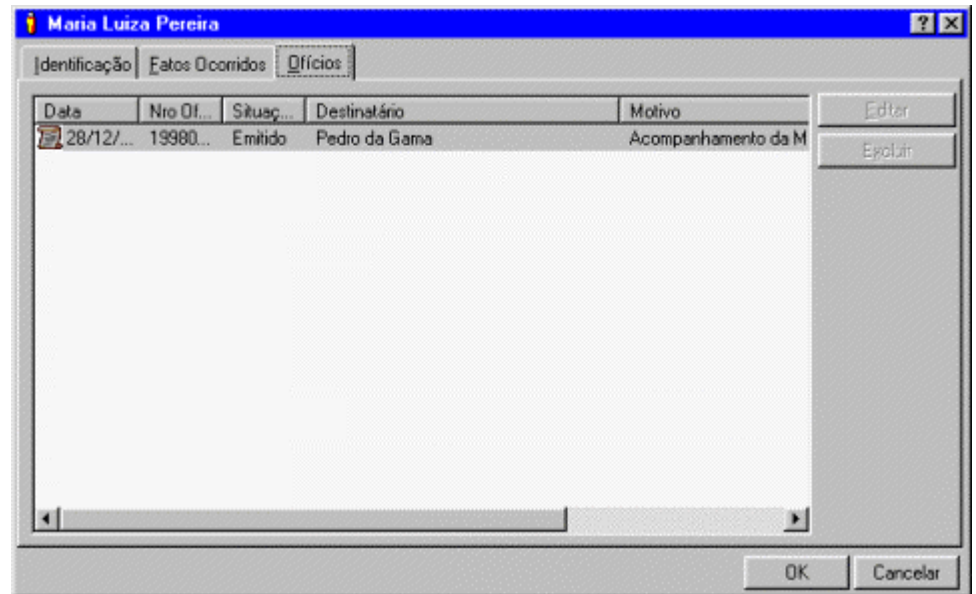 Maria Luiza Pereira
Identificação Fatos Ocorridos Ofícios
Data Nro Of... Situaç... Destinatário Motivo Editar
28/12/... 19980... Emitido Pedro da Gama Acompanhamento da M
Excluir
OK Cancelar